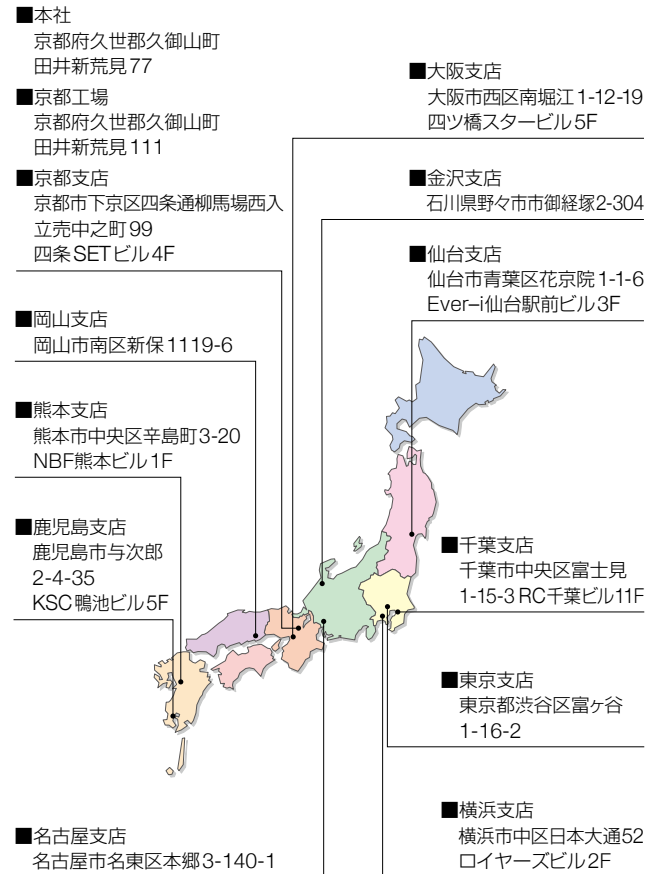 ■本社
京都府久世郡久御山町
田井新荒見77
■京都工場
京都府久世郡久御山町
田井新荒見111
■京都支店
京都市下京区四条通柳馬場西入
立売中之町99
四条SETビル4F
■岡山支店
岡山市南区新保1119-6
■熊本支店
熊本市中央区辛島町3-20
NBF熊本ビル1F
■鹿児島支店
鹿児島市与次郎
2-4-35
KSC鴨池ビル5F
■名古屋支店
名古屋市名東区本郷3-140-1
■大阪支店
大阪市西区南堀江1-12-19
四ツ橋スタービル5F
■金沢支店
石川県野々市市御経塚2-304
■仙台支店
仙台市青葉区花京院1-1-6
Ever–i仙台駅前ビル3F
■千葉支店
千葉市中央区富士見
1-15-3 RC千葉ビル11F
■東京支店
東京都渋谷区富ヶ谷
1-16-2
■横浜支店
横浜市中区日本大通52
ロイヤーズビル2F